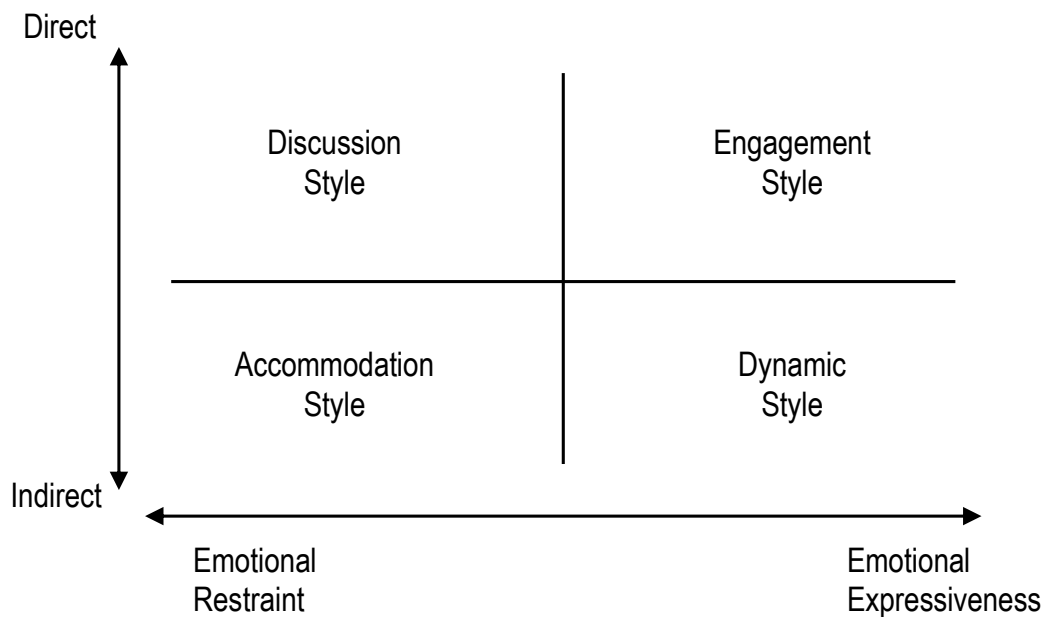 Direct
Discussion
Style
Engagement
Style
Accommodation
Style
Dynamic
Style
Indirect
Emotional
Restraint
Emotional
Expressiveness